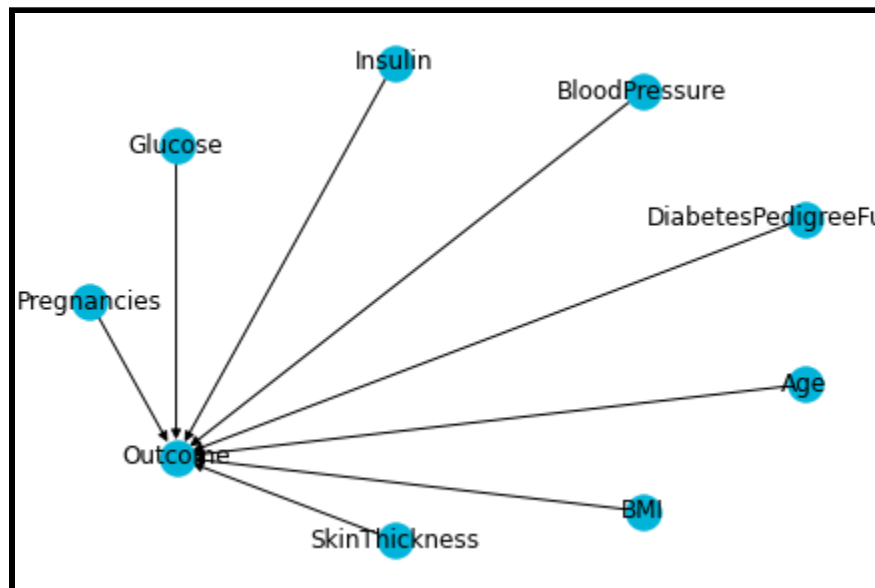 Insulin
BloodPressure
Glucose
DiabetesPedigreeFu
Pregnancies
Age
Outcome
BMI
SkinThickness